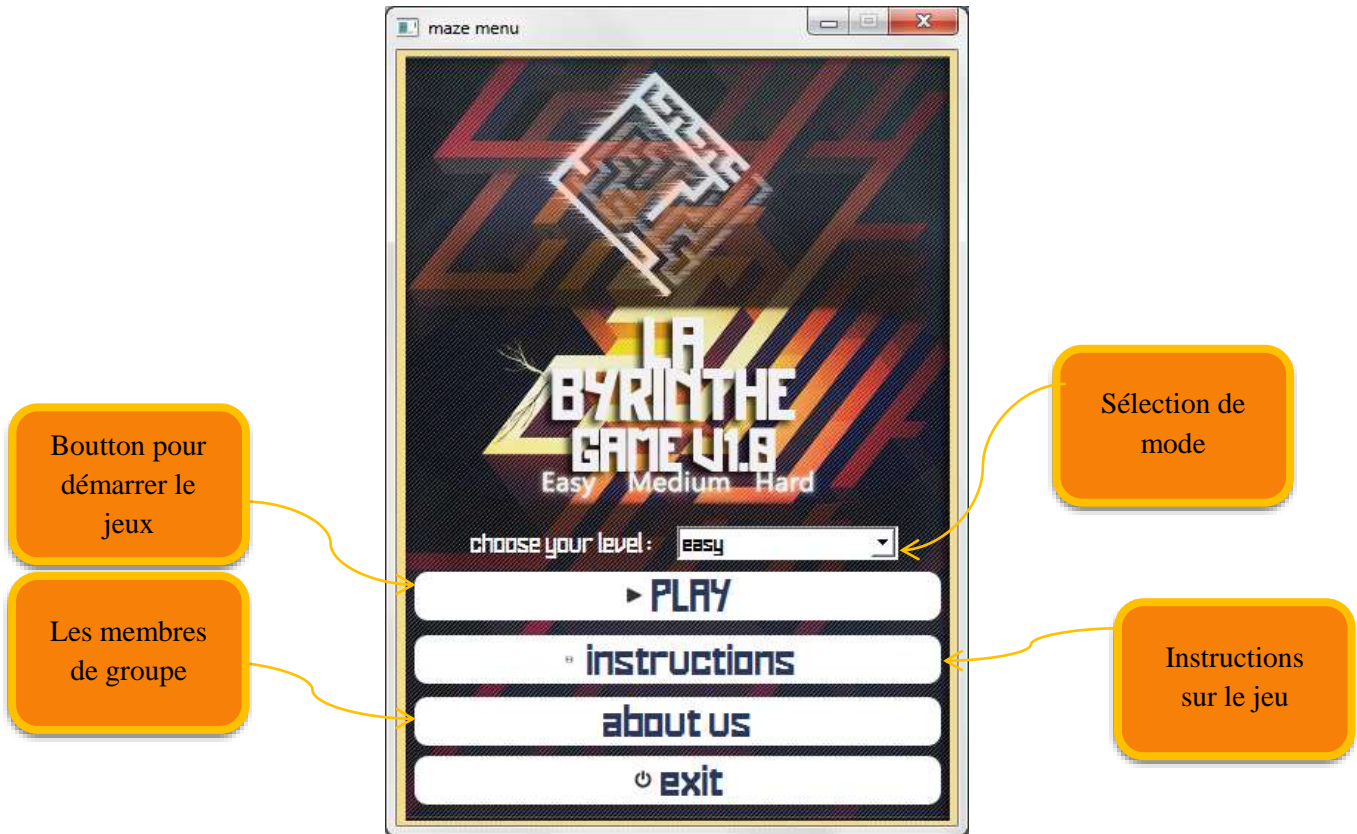 maze menu
LA
BYRINTHE
GAME V1.0
Easy Medium Hard
choose your level : easy
PLAY
instructions
about us
exit
Boutton pour
démarrer le
jeux
Les membres
de groupe
Sélection de
mode
Instructions
sur le jeu